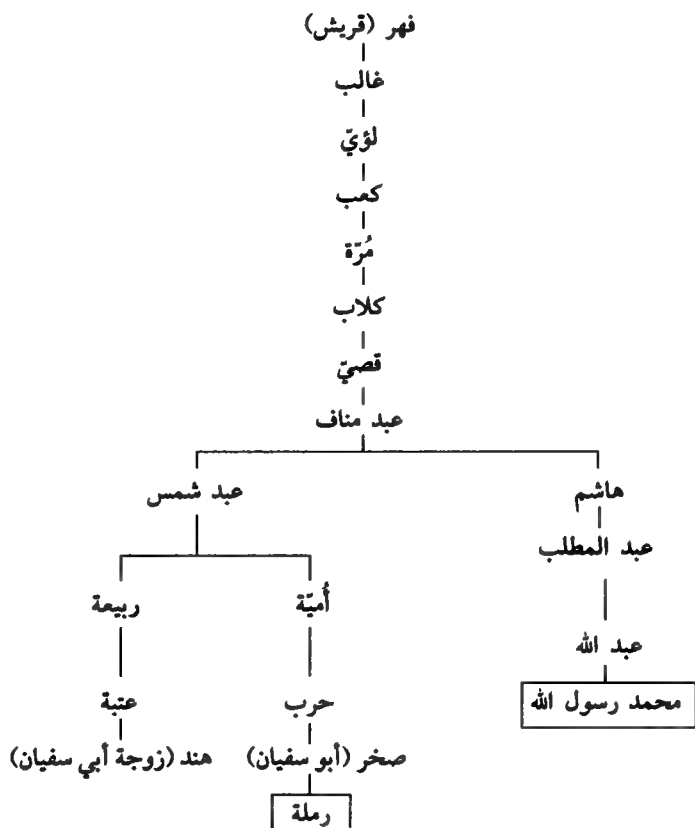 فهر (قريش)
غالب
لؤيّ
كعب
مُرّة
كلاب
قصيّ
عبد مناف
هاشم
عبد شمس
عبد المطلب
أُميّة
ربيعة
عبد الله
محمد رسول الله
حرب
عتبة
صخر (أبو سفيان)
هند (زوجة أبي سفيان)
رملة